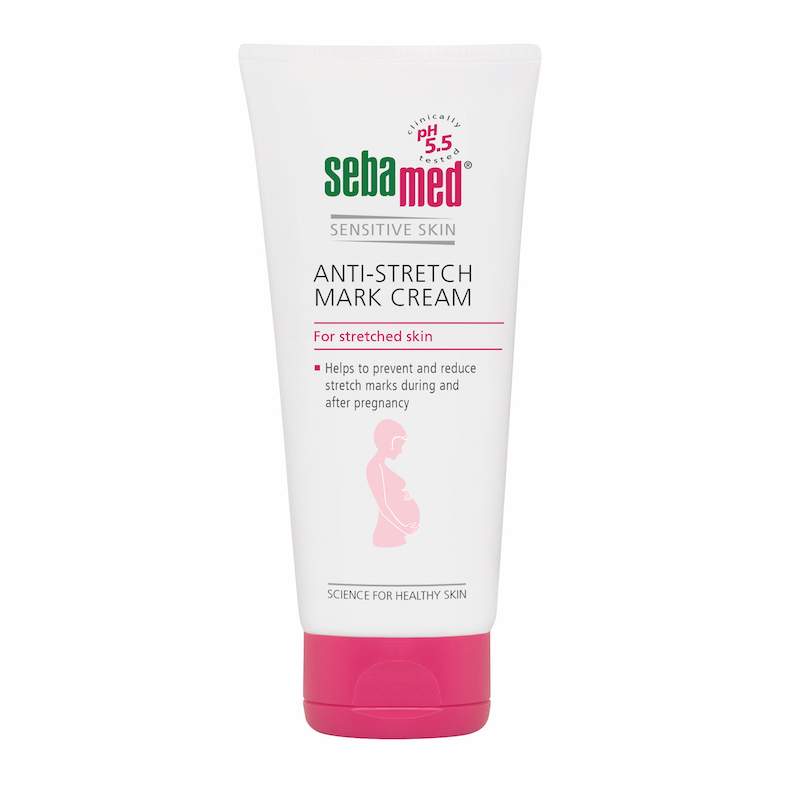 clinically
pH
5.5
tested
sebamed®
SENSITIVE SKIN
ANTI-STRETCH
MARK CREAM
For stretched skin
▪ Helps to prevent and reduce
stretch marks during and
after pregnancy
SCIENCE FOR HEALTHY SKIN